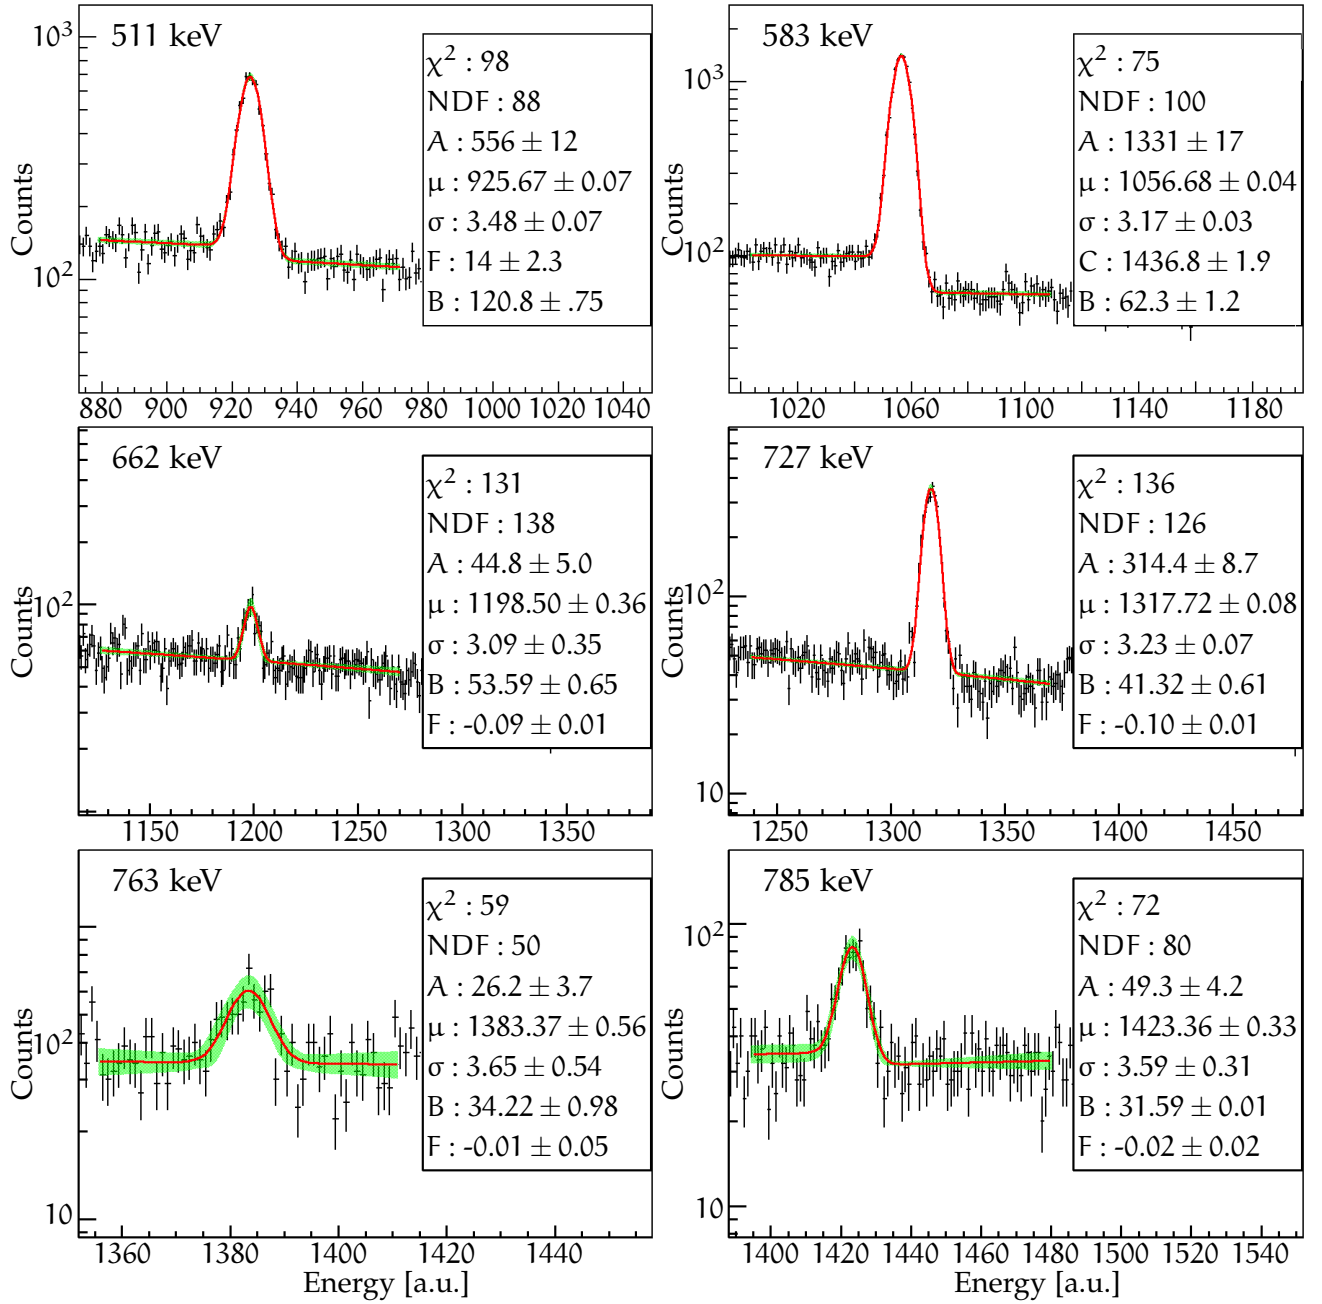 511 keV
χ² : 98
NDF : 88
A : 556 ± 12
μ : 925.67 ± 0.07
σ : 3.48 ± 0.07
F : 14 ± 2.3
B : 120.8 ± .75
Counts
10³
10²
880 900 920 940 960 980 1000 1020 1040
583 keV
χ² : 75
NDF : 100
A : 1331 ± 17
μ : 1056.68 ± 0.04
σ : 3.17 ± 0.03
C : 1436.8 ± 1.9
B : 62.3 ± 1.2
Counts
10³
10²
1020 1060 1100 1140 1180
662 keV
χ² : 131
NDF : 138
A : 44.8 ± 5.0
μ : 1198.50 ± 0.36
σ : 3.09 ± 0.35
B : 53.59 ± 0.65
F : -0.09 ± 0.01
Counts
10²
1150 1200 1250 1300 1350
727 keV
χ² : 136
NDF : 126
A : 314.4 ± 8.7
μ : 1317.72 ± 0.08
σ : 3.23 ± 0.07
B : 41.32 ± 0.61
F : -0.10 ± 0.01
Counts
10²
10
1250 1300 1350 1400 1450
763 keV
χ² : 59
NDF : 50
A : 26.2 ± 3.7
μ : 1383.37 ± 0.56
σ : 3.65 ± 0.54
B : 34.22 ± 0.98
F : -0.01 ± 0.05
Counts
10²
10
1360 1380 1400 1420 1440
Energy [a.u.]
785 keV
χ² : 72
NDF : 80
A : 49.3 ± 4.2
μ : 1423.36 ± 0.33
σ : 3.59 ± 0.31
B : 31.59 ± 0.01
F : -0.02 ± 0.02
Counts
10²
10
1400 1420 1440 1460 1480 1500 1520 1540
Energy [a.u.]